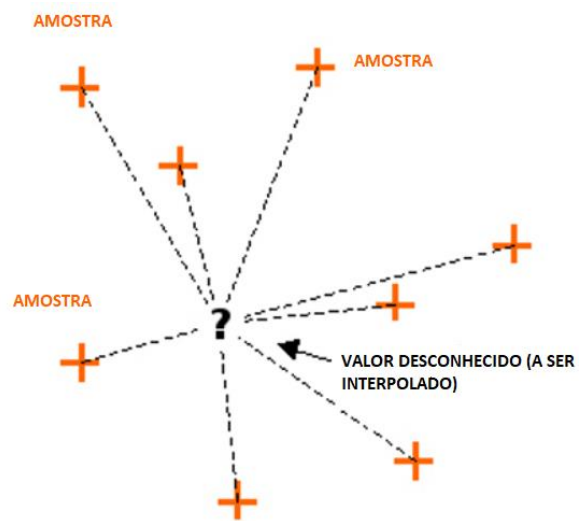 AMOSTRA
AMOSTRA
AMOSTRA
?
VALOR DESCONHECIDO (A SER
INTERPOLADO)